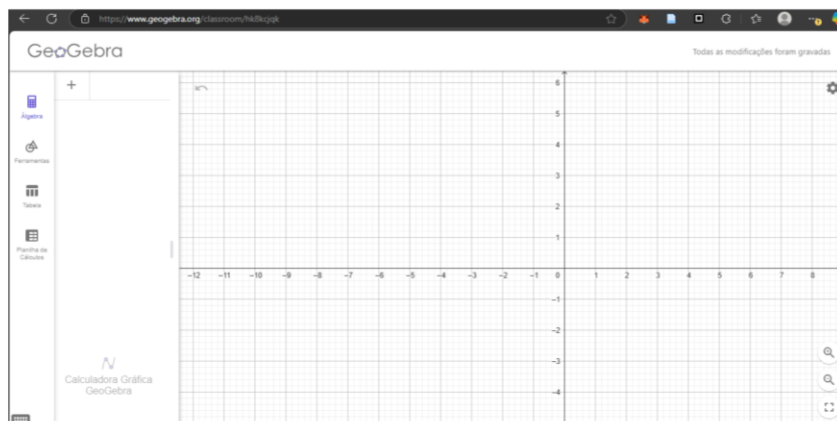 https://www.geogebra.org/classroom/hk8kcjqk
GeoGebra
Todas as modificações foram gravadas
+
Álgebra
Ferramentas
Tabela
Planilha de
Cálculos
Calculadora Gráfica
GeoGebra
6
5
4
3
2
1
-12 -11 -10 -9 -8 -7 -6 -5 -4 -3 -2 -1 0 1 2 3 4 5 6 7 8
-1
-2
-3
-4